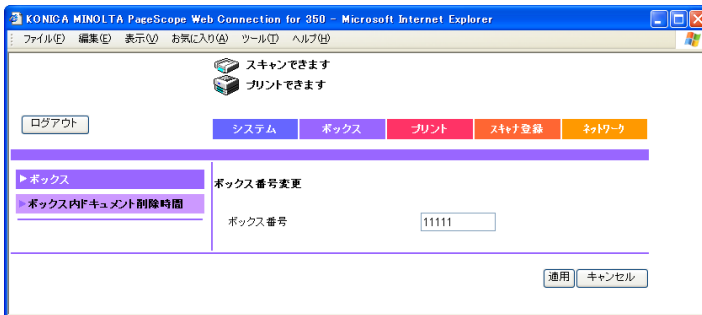 KONICA MINOLTA PageScope Web Connection for 350 - Microsoft Internet Explorer
ファイル(F) 編集(E) 表示(V) お気に入り(A) ツール(T) ヘルプ(H)
スキャンできます
プリントできます
ログアウト
システム ボックス プリント スキャナ登録 ネットワーク
ボックス
ボックス番号変更
ボックス内ドキュメント削除時間
ボックス番号 11111
適用 キャンセル